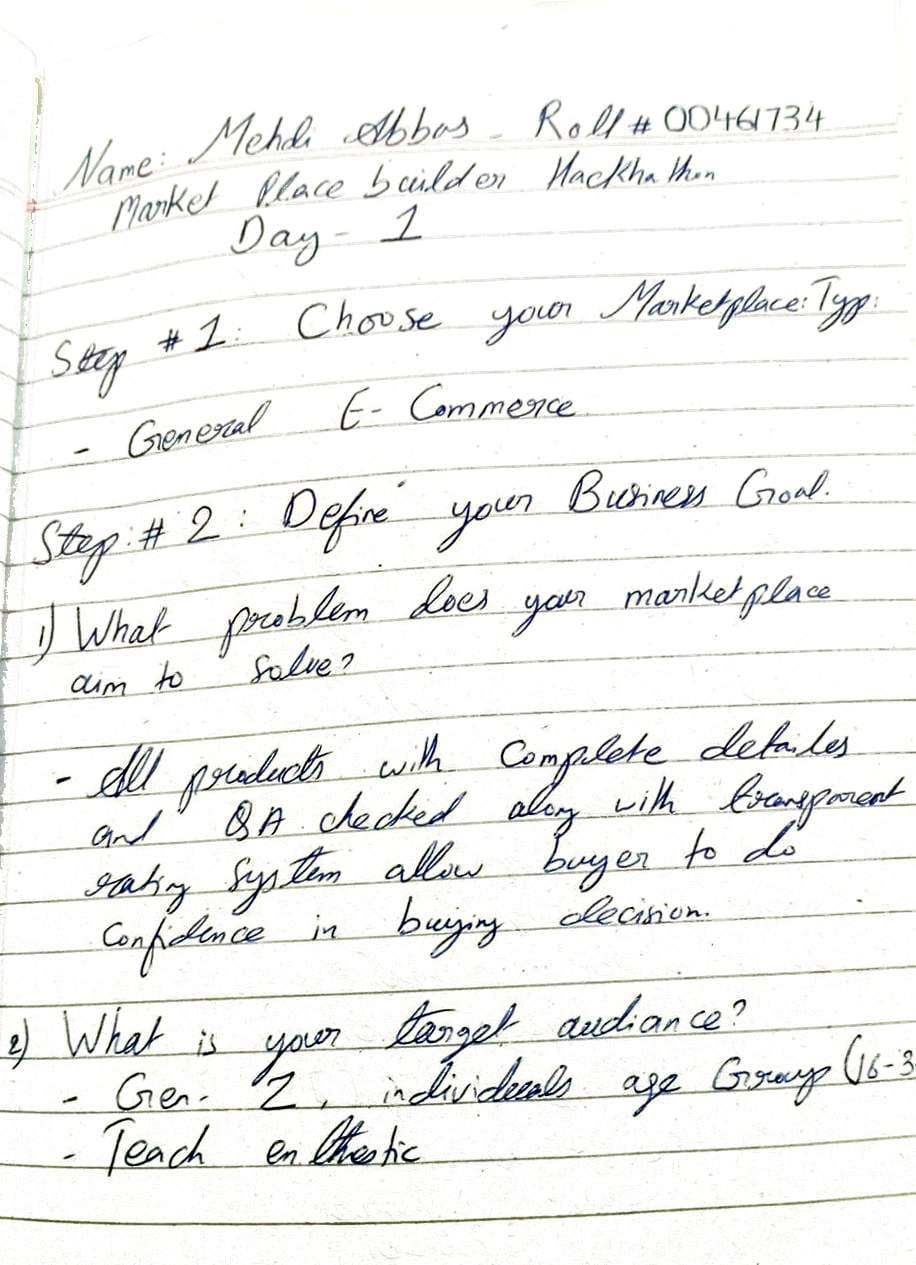 Name: Mehdi Abbas - Roll # 00461734
Market Place builder Hackhathon
Day - 1
Step #1: Choose your Marketplace: Type:
- General E-Commerce
Step: # 2: Define your Business Goal.
1) What problem does your marketplace
aim to solve?
- All products with Complete detailes
and QA checked along with transparent
rating system allow buyer to do
Confidence in buying decision.
2) What is your target audiance?
- Gen- Z, individuals age Group (16-3
- Teach enthestic